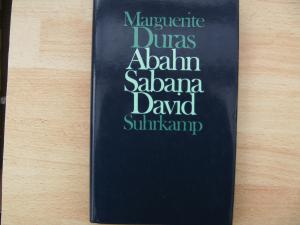 Marguerite
Duras
Abahn
Sabana
David
Suhrkamp